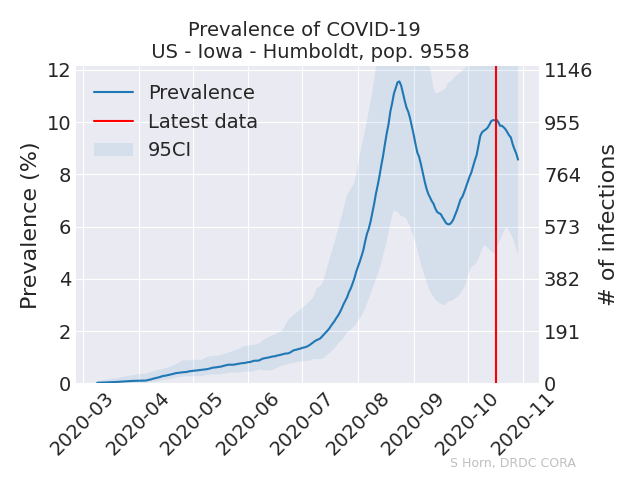 Prevalence of COVID-19
US - Iowa - Humboldt, pop. 9558
Prevalence
Latest data
95CI
Prevalence (%)
12
10
8
6
4
2
0
1146
955
764
573
382
191
0
# of infections
2020-03
2020-04
2020-05
2020-06
2020-07
2020-08
2020-09
2020-10
2020-11
S Horn, DRDC CORA